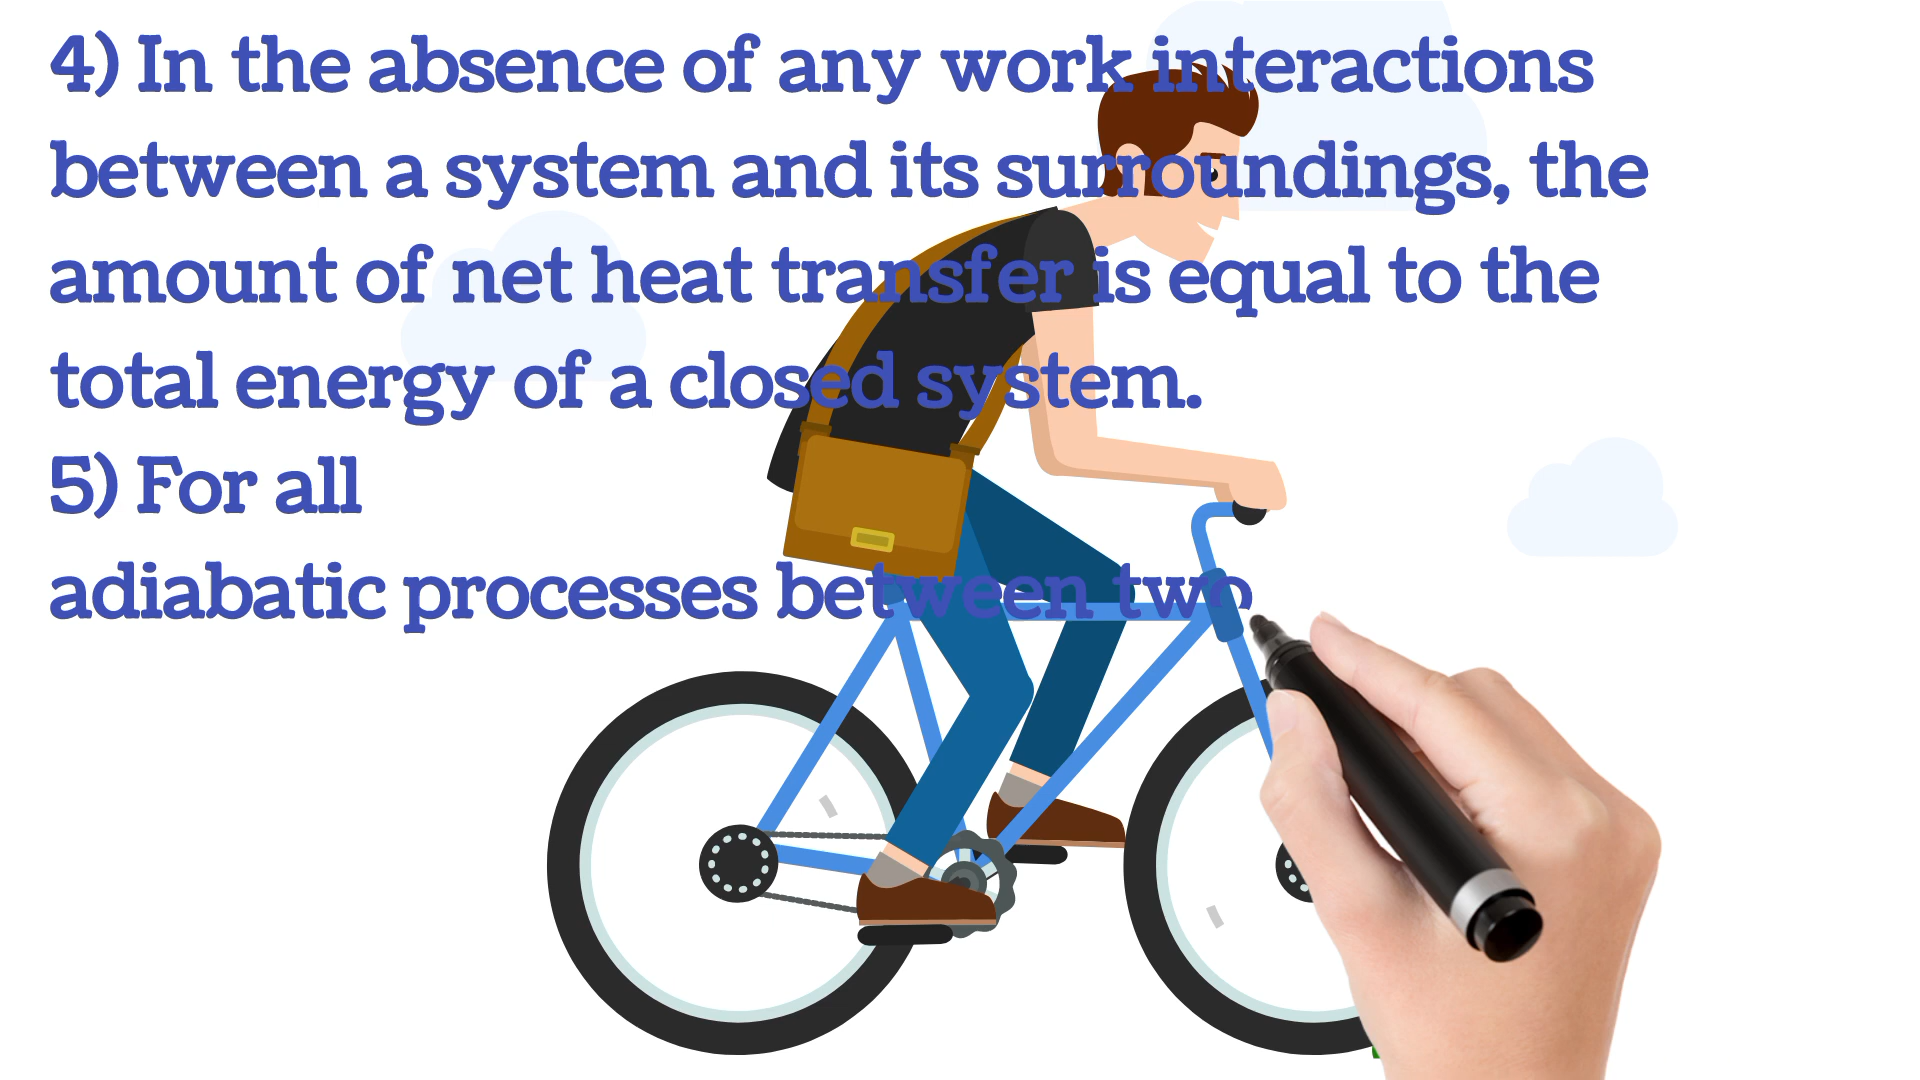 4) In the absence of any work interactions
between a system and its surroundings, the
amount of net heat transfer is equal to the
total energy of a closed system.
5) For all
adiabatic processes between two